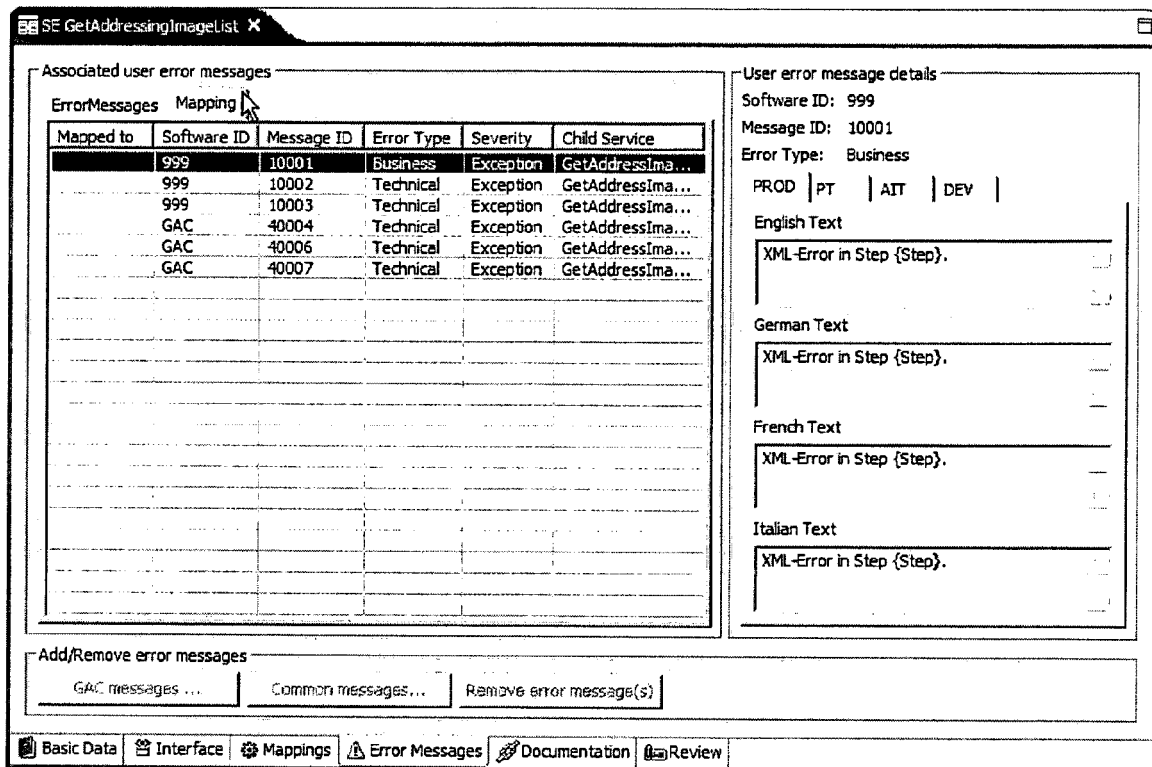 SE GetAddressingImageList
Associated user error messages
ErrorMessages Mapping
Mapped to Software ID Message ID Error Type Severity Child Service
999 10001 Business Exception GetAddressIma...
999 10002 Technical Exception GetAddressIma...
999 10003 Technical Exception GetAddressIma...
GAC 40004 Technical Exception GetAddressIma...
GAC 40006 Technical Exception GetAddressIma...
GAC 40007 Technical Exception GetAddressIma...
User error message details
Software ID: 999
Message ID: 10001
Error Type: Business
PROD PT AIT DEV
English Text
XML-Error in Step {Step}.
German Text
XML-Error in Step {Step}.
French Text
XML-Error in Step {Step}.
Italian Text
XML-Error in Step {Step}.
Add/Remove error messages
GAC messages ... Common messages... Remove error message(s)
Basic Data Interface Mappings Error Messages Documentation Review